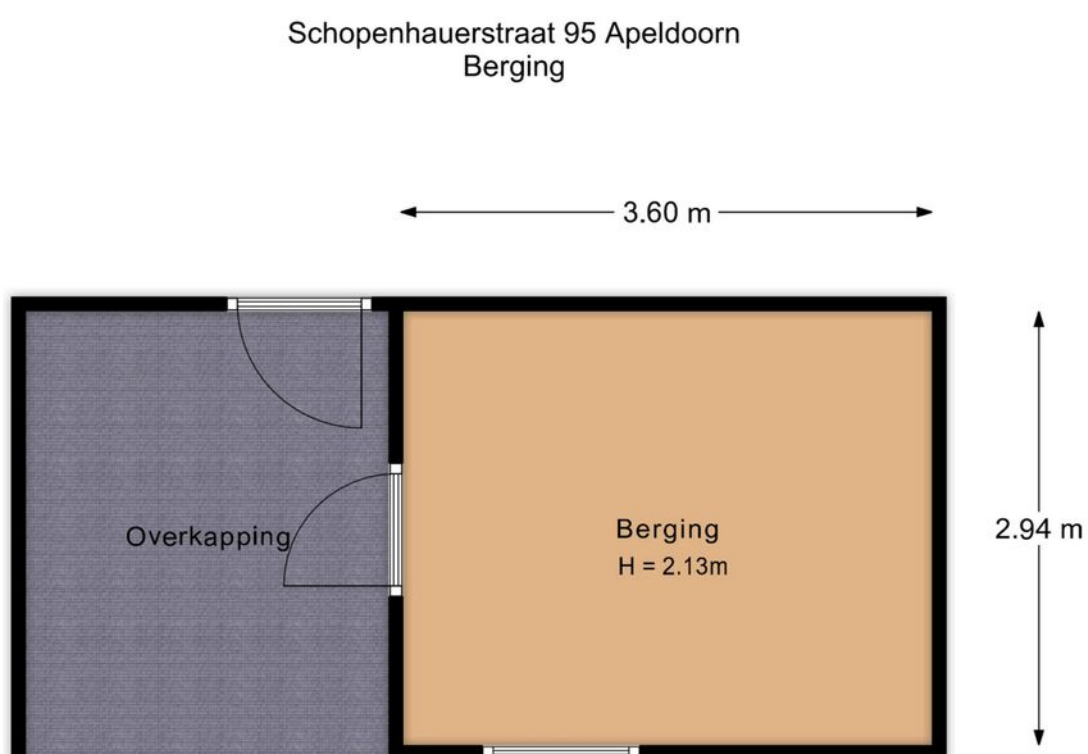 Schopenhauerstraat 95 Apeldoorn
Berging
3.60 m
Overkapping
Berging
H = 2.13m
2.94 m